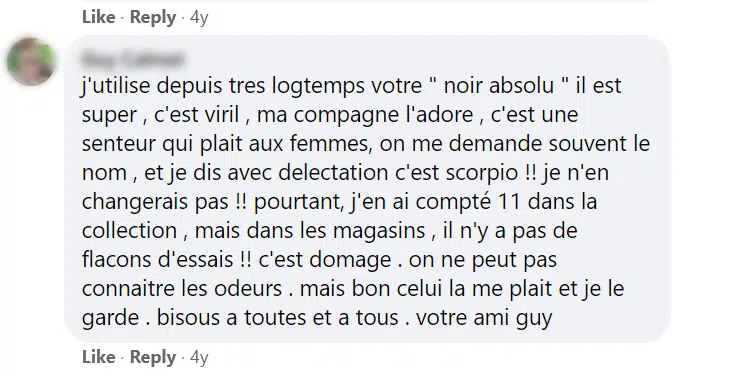 Like · Reply · 4y
j'utilise depuis tres logtemps votre " noir absolu " il est
super , c'est viril , ma compagne l'adore , c'est une
senteur qui plait aux femmes, on me demande souvent le
nom , et je dis avec delectation c'est scorpio !! je n'en
changerais pas !! pourtant, j'en ai compté 11 dans la
collection , mais dans les magasins , il n'y a pas de
flacons d'essais !! c'est domage . on ne peut pas
connaitre les odeurs . mais bon celui la me plait et je le
garde . bisous a toutes et a tous . votre ami guy
Like · Reply · 4y